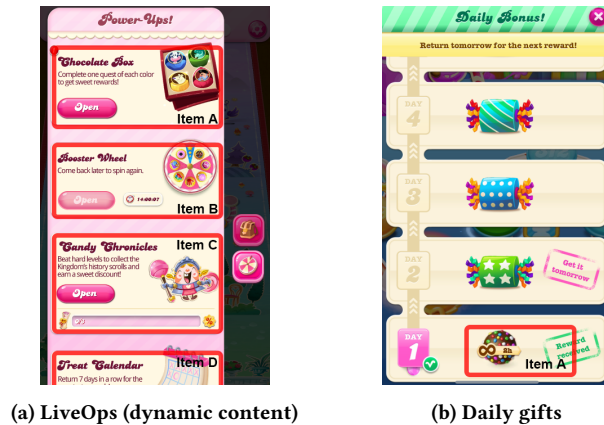 Power-Ups!
Chocolate Box
Complete one quest of each color
to get sweet rewards!
Open
Item A
Booster Wheel
Come back later to spin again.
Open
14:00:07
Item B
Candy Chronicles
Item C
Beat hard levels to collect the
Kingdom's history scrolls and
earn a sweet discount!
Open
Treat Calendar
Item D
Return 7 days in a row for the
(a) LiveOps (dynamic content)
Daily Bonus!
Return tomorrow for the next reward!
DAY
4
DAY
3
DAY
2
Get it
tomorrow
DAY
1
2h
Item A
Reward
received
(b) Daily gifts